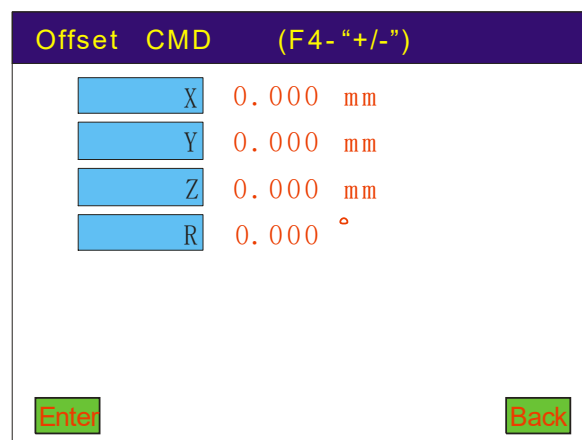 Offset CMD (F4-“+/-”)
X 0.000 mm
Y 0.000 mm
Z 0.000 mm
R 0.000 °
Enter Back